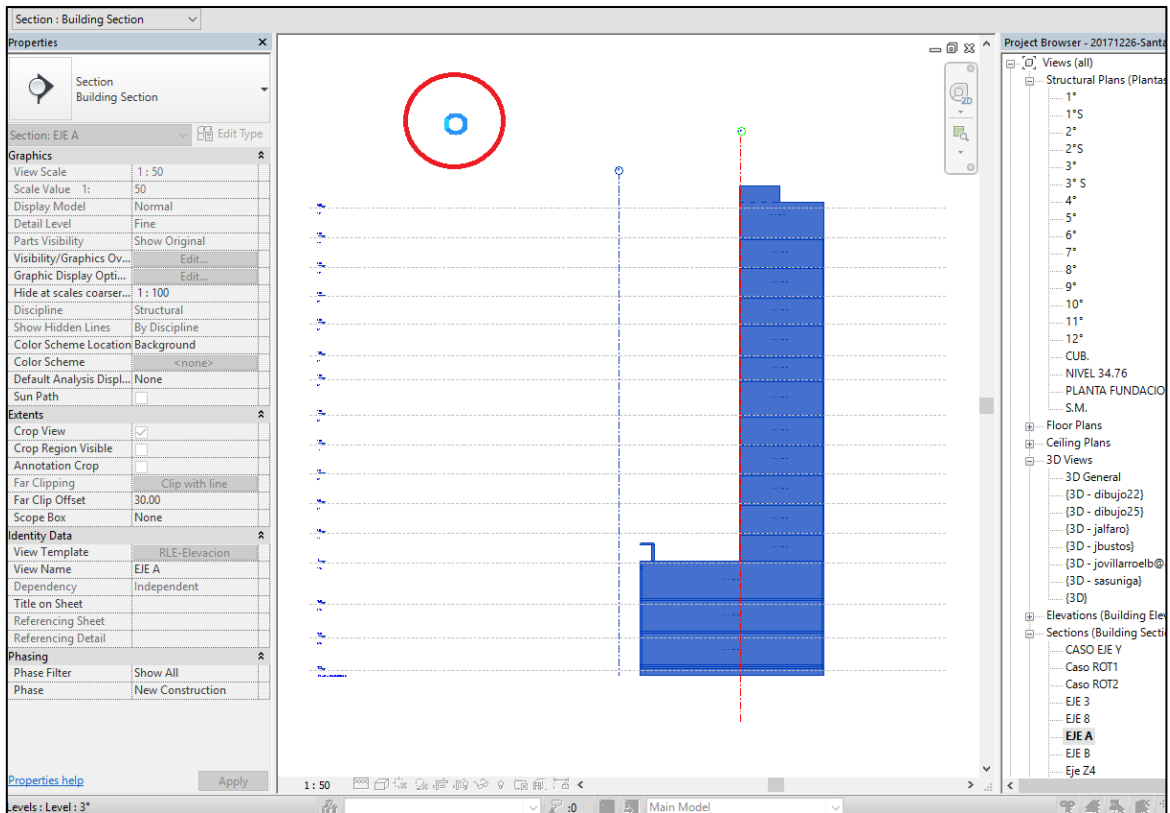 Section : Building Section
Properties
Section
Building Section
Section: EJE A
Edit Type
Graphics
View Scale 1 : 50
Scale Value 1: 50
Display Model Normal
Detail Level Fine
Parts Visibility Show Original
Visibility/Graphics Ov... Edit...
Graphic Display Opti... Edit...
Hide at scales coarser... 1 : 100
Discipline Structural
Show Hidden Lines By Discipline
Color Scheme Location Background
Color Scheme <none>
Default Analysis Displ... None
Sun Path
Extents
Crop View
Crop Region Visible
Annotation Crop
Far Clipping Clip with line
Far Clip Offset 30.00
Scope Box None
Identity Data
View Template RLE-Elevacion
View Name EJE A
Dependency Independent
Title on Sheet
Referencing Sheet
Referencing Detail
Phasing
Phase Filter Show All
Phase New Construction
Properties help
Apply
Levels : Level : 3°
2D
1 : 50
:0
Main Model
Project Browser - 20171226-Santa
Views (all)
Structural Plans (Plantas
1°
1°S
2°
2°S
3°
3° S
4°
5°
6°
7°
8°
9°
10°
11°
12°
CUB.
NIVEL 34.76
PLANTA FUNDACIO
S.M.
Floor Plans
Ceiling Plans
3D Views
3D General
{3D - dibujo22}
{3D - dibujo25}
{3D - jalfaro}
{3D - jbustos}
{3D - jovillarroelb@
{3D - sasuniga}
{3D}
Elevations (Building Elev
Sections (Building Secti
CASO EJE Y
Caso ROT1
Caso ROT2
EJE 3
EJE 8
EJE A
EJE B
Eje Z4